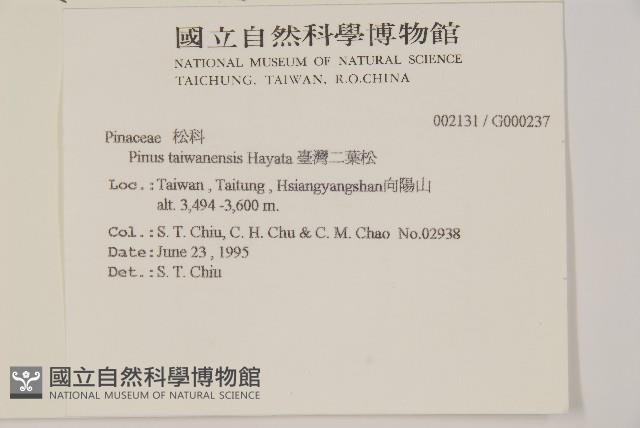 國立自然科學博物館
NATIONAL MUSEUM OF NATURAL SCIENCE
TAICHUNG, TAIWAN, R.O.CHINA
002131 / G000237
Pinaceae 松科
Pinus taiwanensis Hayata 臺灣二葉松
Loc.: Taiwan , Taitung , Hsiangyangshan向陽山
alt. 3,494 -3,600 m.
Col.: S. T. Chiu, C. H. Chu & C. M. Chao No.02938
Date: June 23 , 1995
Det.: S. T. Chiu
國立自然科學博物館
NATIONAL MUSEUM OF NATURAL SCIENCE